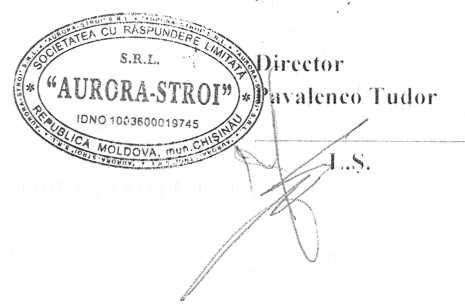 SOCIETATEA CU RĂSPUNDERE LIMITATĂ
S.R.L.
"AURORA-STROI"
IDNO 1003600019745
REPUBLICA MOLDOVA, mun. CHIŞINĂU
Director
Pavalenco Tudor
L.Ş.